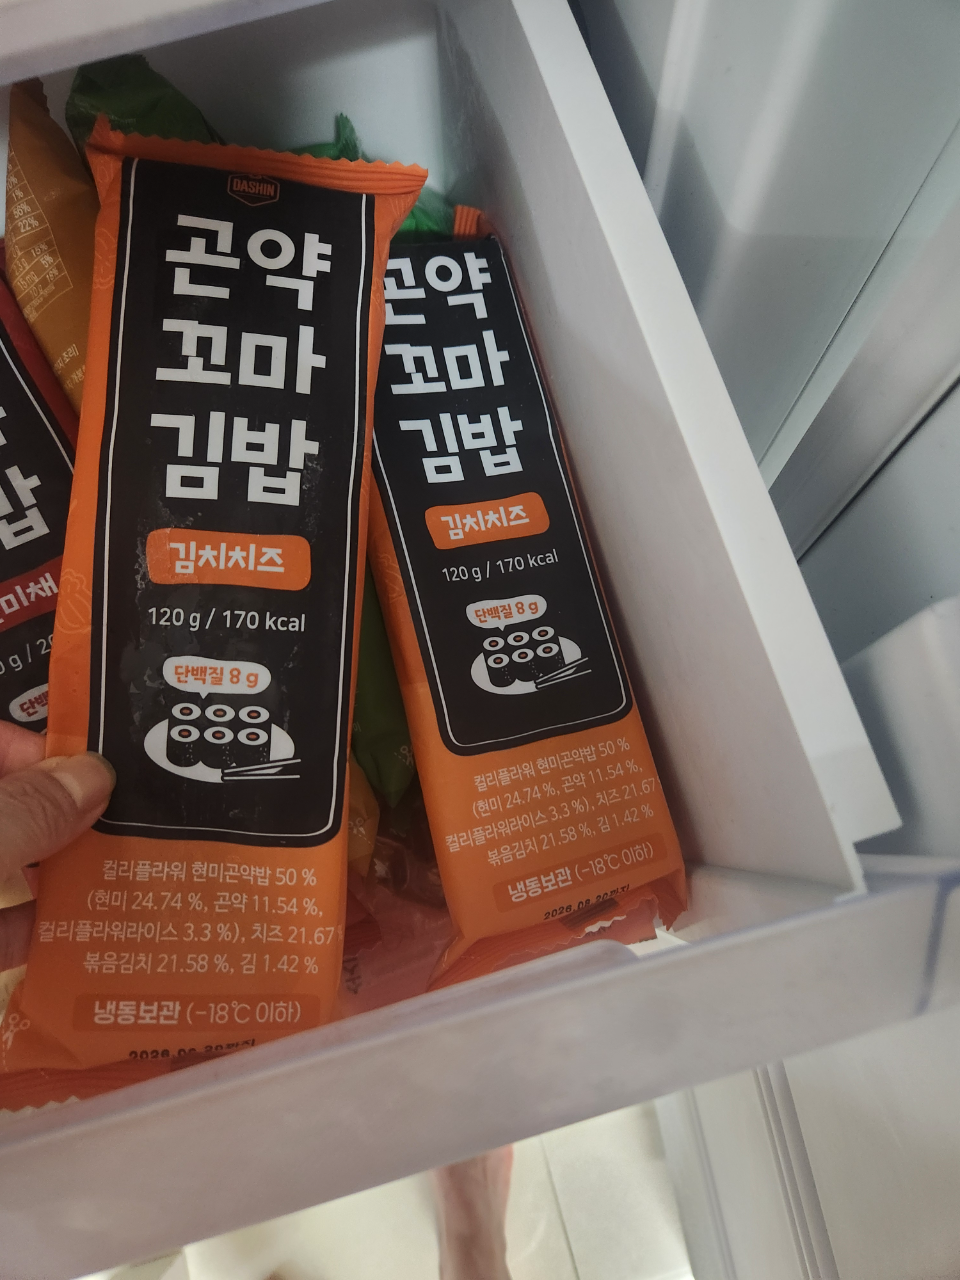 DASHIN
곤약
꼬마
김밥
김치치즈
120 g / 170 kcal
단백질 8 g
컬리플라워 현미곤약밥 50 %
(현미 24.74 %, 곤약 11.54 %,
컬리플라워라이스 3.3 %), 치즈 21.67
볶음김치 21.58 %, 김 1.42 %
냉동보관 (-18℃ 이하)
곤약
꼬마
김밥
김치치즈
120 g / 170 kcal
단백질 8 g
컬리플라워 현미곤약밥 50 %
(현미 24.74 %, 곤약 11.54 %,
컬리플라워라이스 3.3 %), 치즈 21.67
볶음김치 21.58 %, 김 1.42 %
냉동보관 (-18℃ 이하)
2026.08.20까지